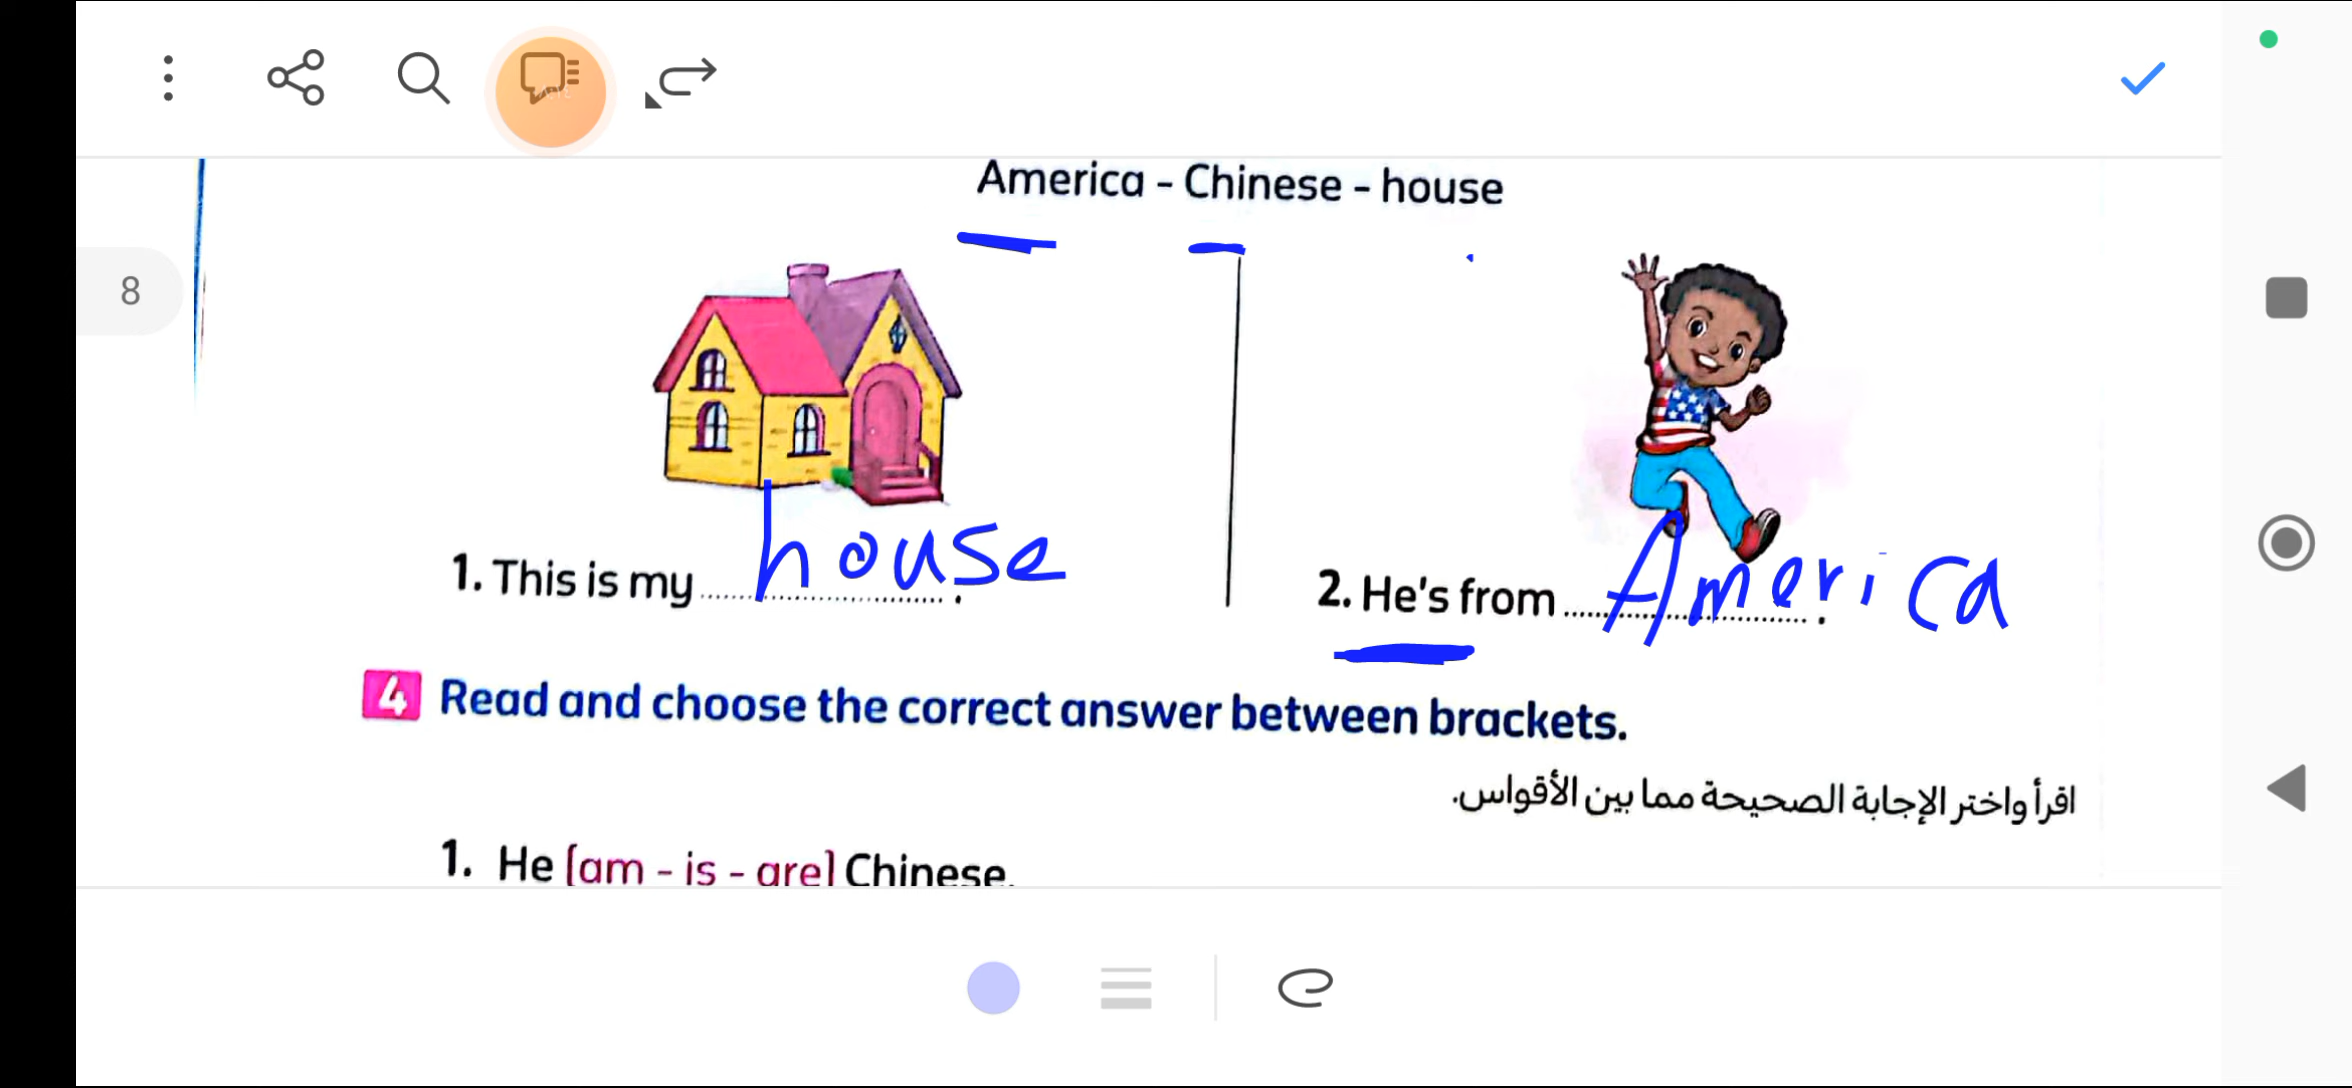 America - Chinese - house
8
1. This is my house.
2. He's from America.
4 Read and choose the correct answer between brackets.
اقرأ واختر الإجابة الصحيحة مما بين الأقواس.
1. He [am - is - are] Chinese.